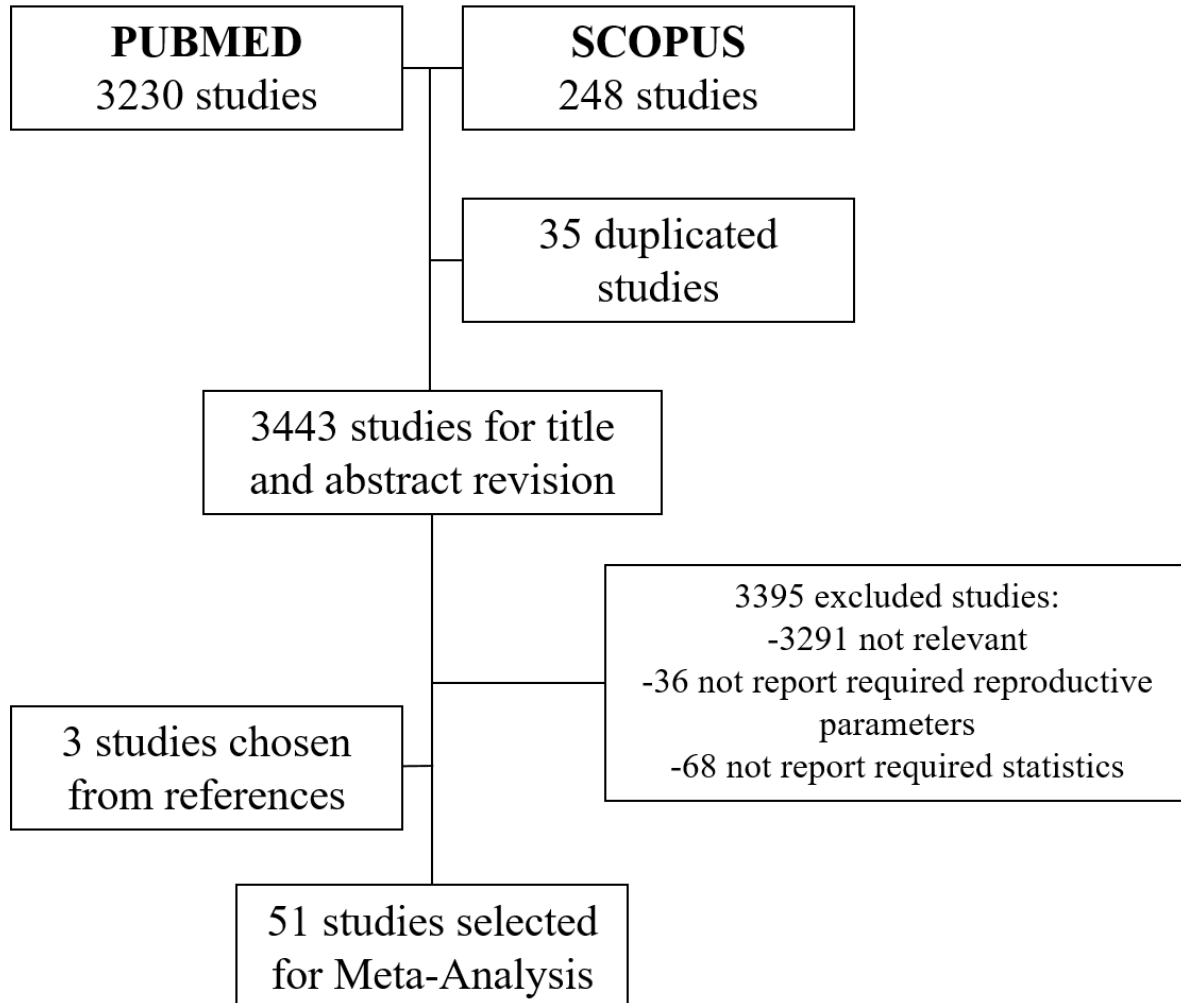 PUBMED
3230 studies
SCOPUS
248 studies
35 duplicated
studies
3443 studies for title
and abstract revision
3395 excluded studies:
-3291 not relevant
-36 not report required reproductive
parameters
-68 not report required statistics
3 studies chosen
from references
51 studies selected
for Meta-Analysis